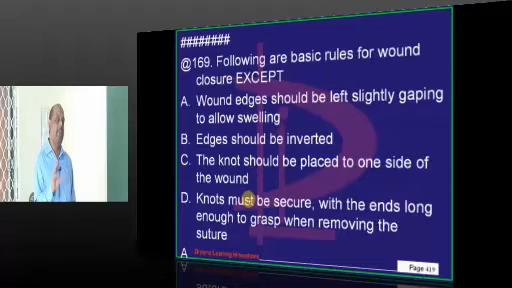 ########
@169. Following are basic rules for wound
closure EXCEPT
A. Wound edges should be left slightly gaping
to allow swelling
B. Edges should be inverted
C. The knot should be placed to one side of
the wound
D. Knots must be secure, with the ends long
enough to grasp when removing the
suture
A
Page 419